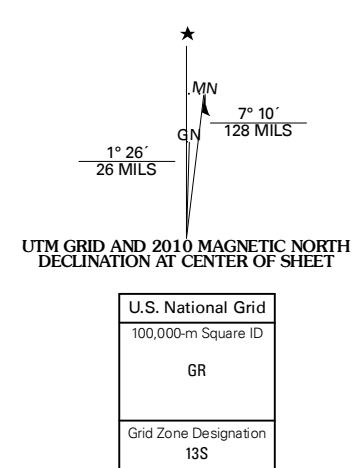 ★
MN
7° 10´
128 MILS
GN
1° 26´
26 MILS
UTM GRID AND 2010 MAGNETIC NORTH
DECLINATION AT CENTER OF SHEET
U.S. National Grid
100,000-m Square ID
GR
Grid Zone Designation
13S